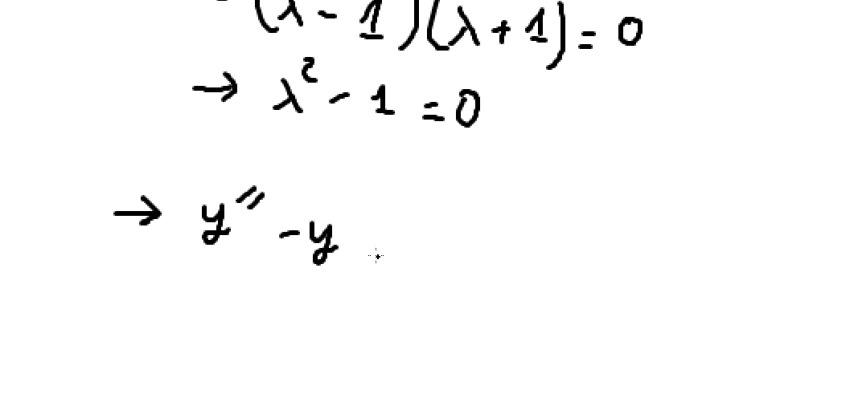 (λ - 1)(λ + 1) = 0
→ λ² - 1 = 0
→ y″ - y